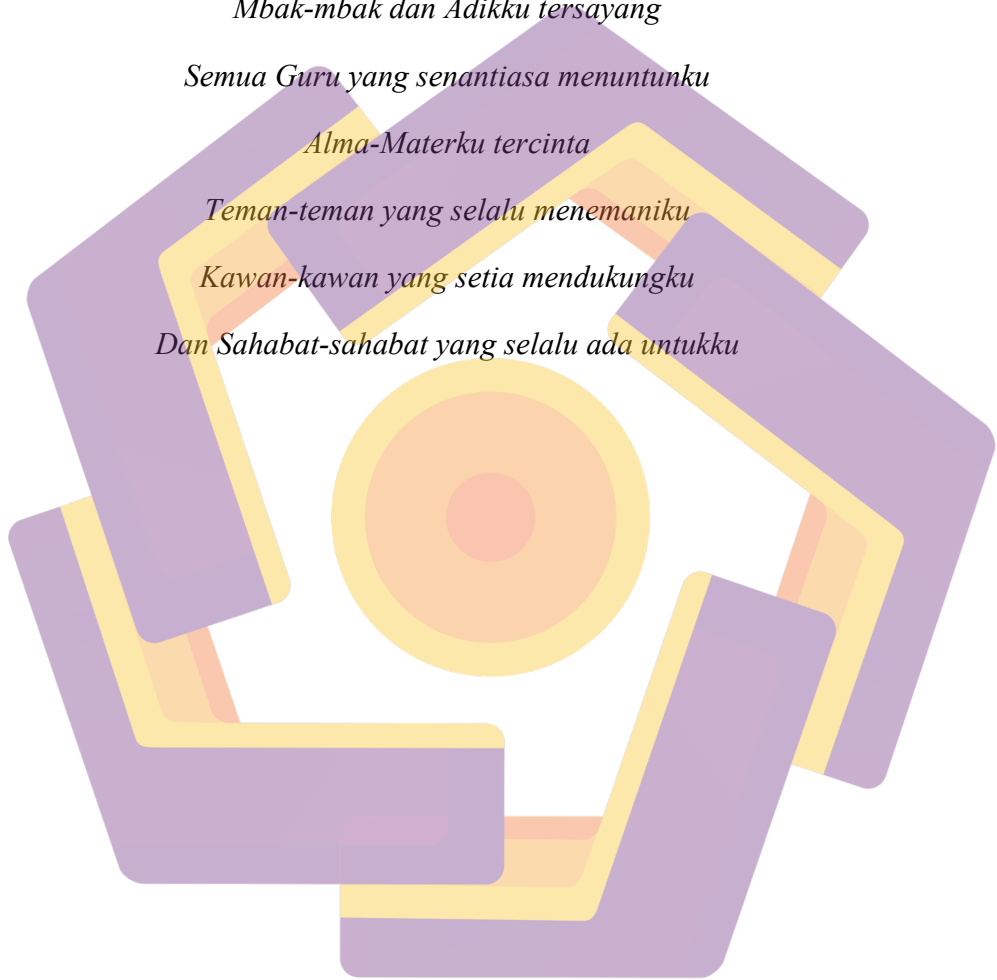 Mbak-mbak dan Adikku tersayang
Semua Guru yang senantiasa menuntunku
Alma-Materku tercinta
Teman-teman yang selalu menemaniku
Kawan-kawan yang setia mendukungku
Dan Sahabat-sahabat yang selalu ada untukku